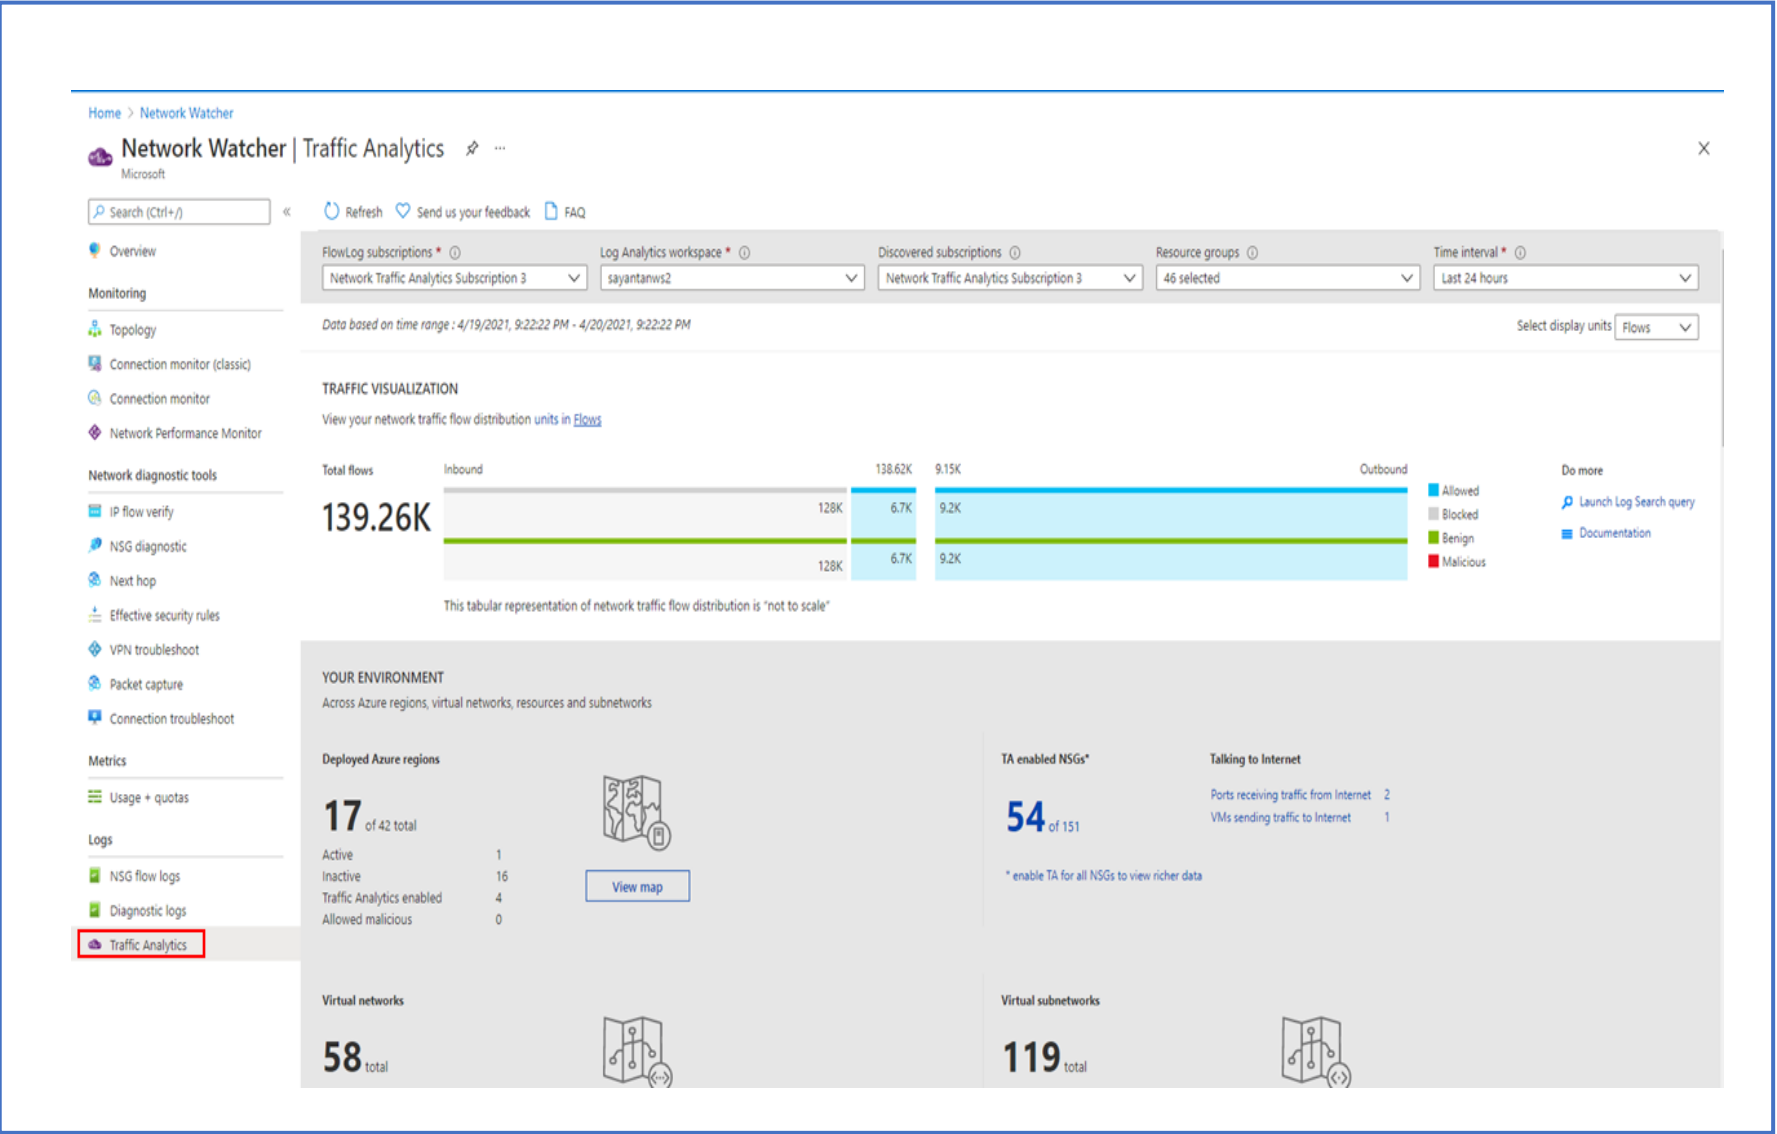 Home > Network Watcher
Network Watcher | Traffic Analytics ...
Microsoft
Search (Ctrl+/) «
Overview
Monitoring
Topology
Connection monitor (classic)
Connection monitor
Network Performance Monitor
Network diagnostic tools
IP flow verify
NSG diagnostic
Next hop
Effective security rules
VPN troubleshoot
Packet capture
Connection troubleshoot
Metrics
Usage + quotas
Logs
NSG flow logs
Diagnostic logs
Traffic Analytics
Refresh Send us your feedback FAQ
FlowLog subscriptions * Log Analytics workspace * Discovered subscriptions Resource groups Time interval *
Network Traffic Analytics Subscription 3 sayantanws2 Network Traffic Analytics Subscription 3 46 selected Last 24 hours
Data based on time range : 4/19/2021, 9:22:22 PM - 4/20/2021, 9:22:22 PM Select display units Flows
TRAFFIC VISUALIZATION
View your network traffic flow distribution units in Flows
Total flows Inbound 138.62K 9.15K Outbound Do more
139.26K 128K 6.7K 9.2K
128K 6.7K 9.2K
Allowed
Blocked
Benign
Malicious
Launch Log Search query
Documentation
This tabular representation of network traffic flow distribution is "not to scale"
YOUR ENVIRONMENT
Across Azure regions, virtual networks, resources and subnetworks
Deployed Azure regions
17 of 42 total
Active 1
Inactive 16
Traffic Analytics enabled 4
Allowed malicious 0
View map
TA enabled NSGs*
54 of 151
* enable TA for all NSGs to view richer data
Talking to Internet
Ports receiving traffic from Internet 2
VMs sending traffic to Internet 1
Virtual networks
58 total
Virtual subnetworks
119 total